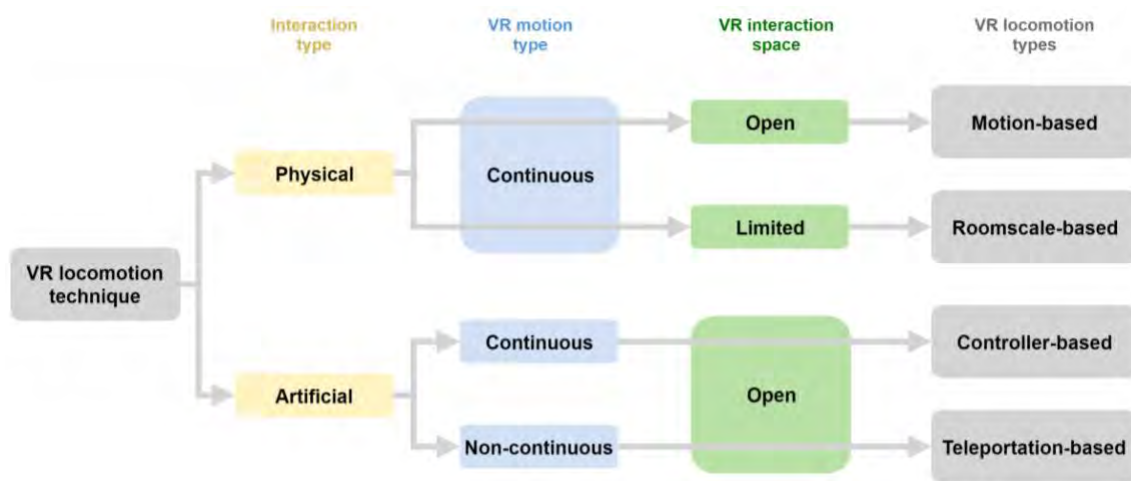 Interaction
type
VR motion
type
VR interaction
space
VR locomotion
types
Open
Motion-based
Physical
Continuous
Limited
Roomscale-based
VR locomotion
technique
Continuous
Controller-based
Artificial
Open
Non-continuous
Teleportation-based